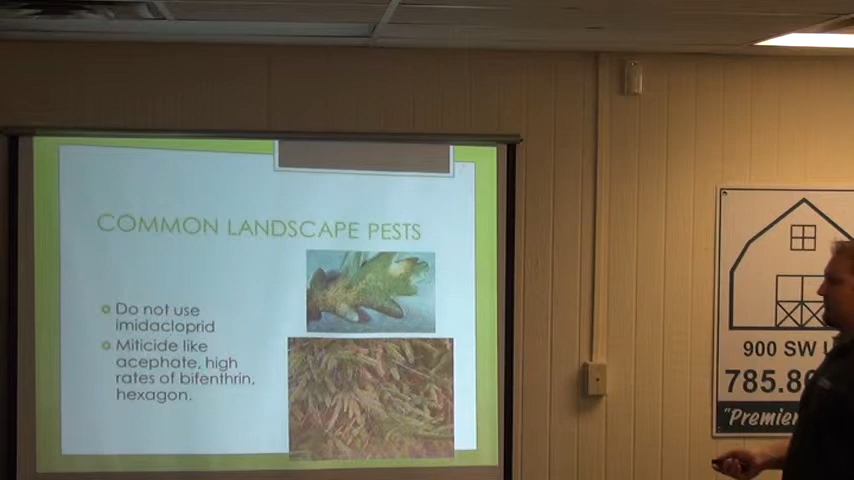 COMMON LANDSCAPE PESTS
Do not use
imidacloprid
Miticide like
acephate, high
rates of bifenthrin,
hexagon.
900 SW
785.8
"Premier